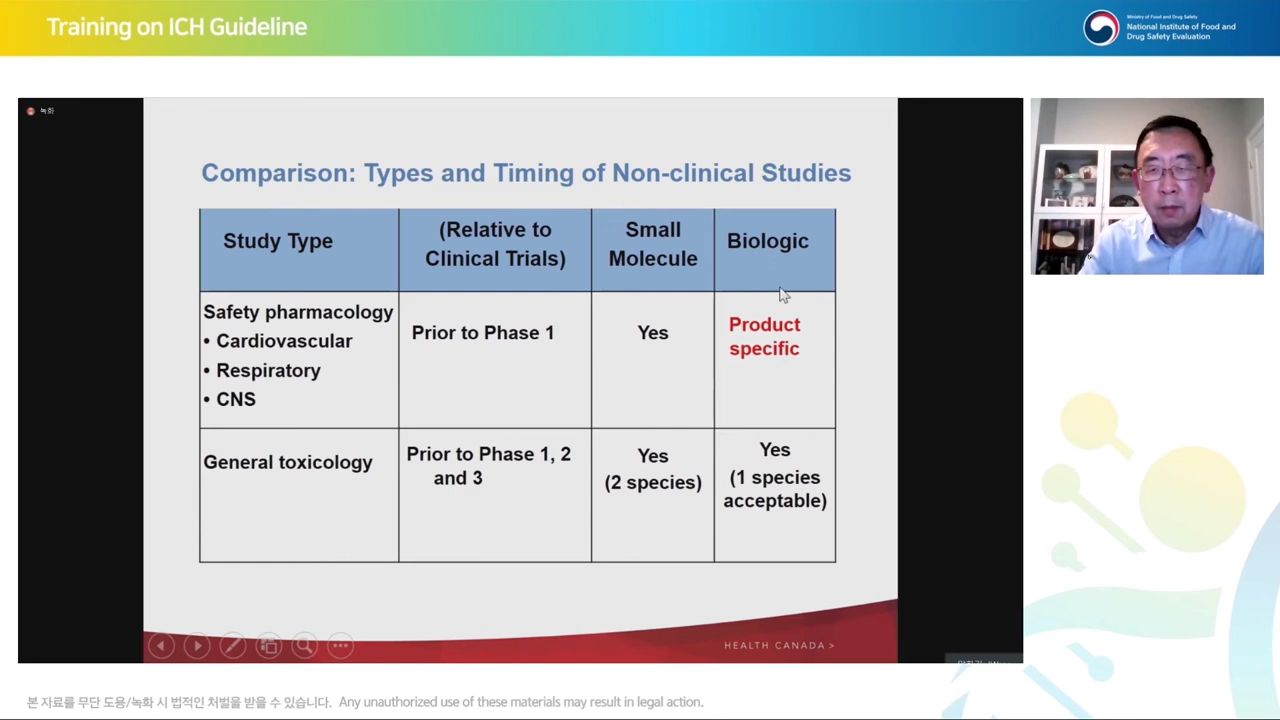 Training on ICH Guideline
Ministry of Food and Drug Safety
National Institute of Food and
Drug Safety Evaluation
녹화
Comparison: Types and Timing of Non-clinical Studies
Study Type
(Relative to
Clinical Trials)
Small
Molecule
Biologic
Safety pharmacology
• Cardiovascular
• Respiratory
• CNS
Prior to Phase 1
Yes
Product
specific
General toxicology
Prior to Phase 1, 2
and 3
Yes
(2 species)
Yes
(1 species
acceptable)
HEALTH CANADA >
본 자료를 무단 도용/녹화 시 법적인 처벌을 받을 수 있습니다. Any unauthorized use of these materials may result in legal action.